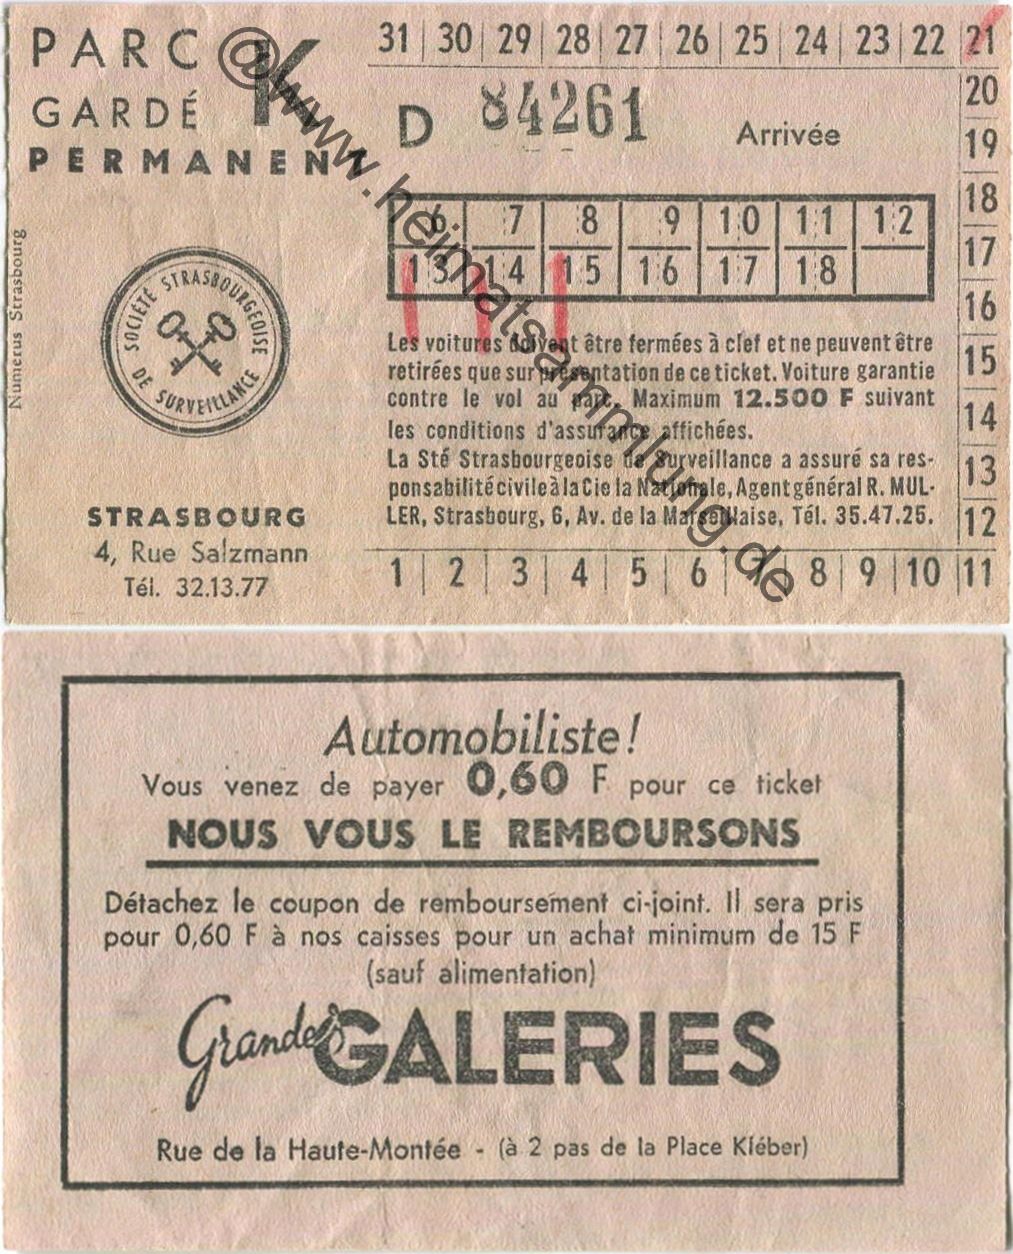 PARC K
GARDÉ
PERMANENT
31 30 29 28 27 26 25 24 23 22 21
20
19
18
17
16
15
14
13
12
D 84261 Arrivée
6 7 8 9 10 11 12
13 14 15 16 17 18
Numerus Strasbourg
SOCIÉTÉ STRASBOURGEOISE
DE SURVEILLANCE
Les voitures doivent être fermées à clef et ne peuvent être
retirées que sur présentation de ce ticket. Voiture garantie
contre le vol au parc. Maximum 12.500 F suivant
les conditions d'assurance affichées.
La Sté Strasbourgeoise de Surveillance a assuré sa res-
ponsabilité civile à la Cie la Nationale, Agent général R. MUL-
LER, Strasbourg, 6, Av. de la Marseillaise, Tél. 35.47.25.
STRASBOURG
4, Rue Salzmann
Tél. 32.13.77
1 2 3 4 5 6 7 8 9 10 11
@www.heimatsammlung.de
Automobiliste!
Vous venez de payer 0,60 F pour ce ticket
NOUS VOUS LE REMBOURSONS
Détachez le coupon de remboursement ci-joint. Il sera pris
pour 0,60 F à nos caisses pour un achat minimum de 15 F
(sauf alimentation)
Grandes GALERIES
Rue de la Haute-Montée - (à 2 pas de la Place Kléber)